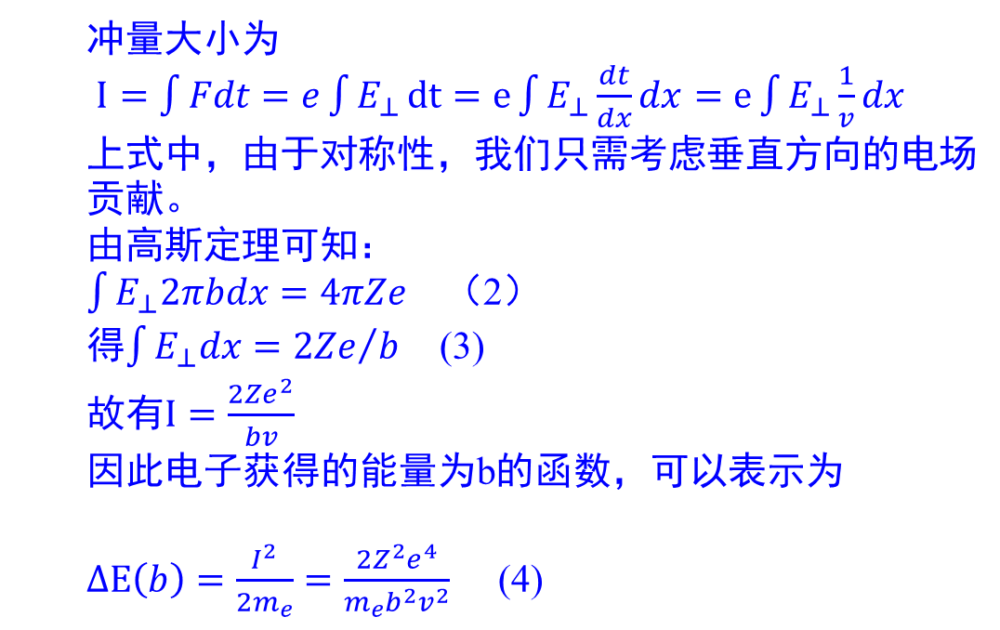 冲量大小为
I = ∫ Fdt = e ∫ E⊥ dt = e ∫ E⊥ dt/dx dx = e ∫ E⊥ 1/v dx
上式中，由于对称性，我们只需考虑垂直方向的电场
贡献。
由高斯定理可知：
∫ E⊥2πbdx = 4πZe （2）
得∫ E⊥dx = 2Ze/b (3)
故有I = 2Ze²/bv
因此电子获得的能量为b的函数，可以表示为
ΔE(b) = I²/2mₑ = 2Z²e⁴/mₑb²v² (4)